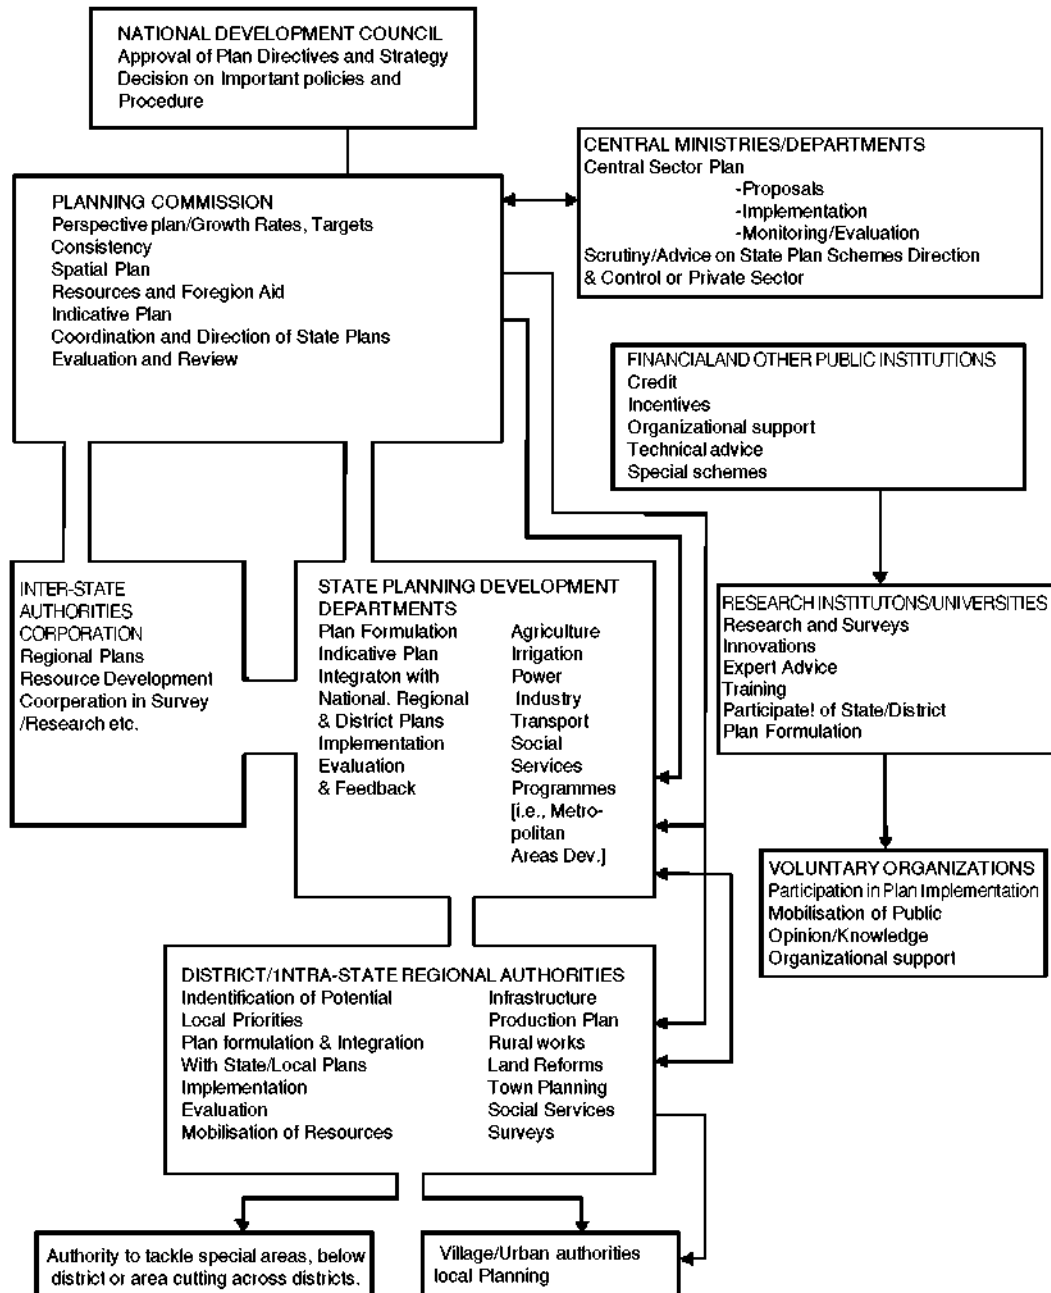 NATIONAL DEVELOPMENT COUNCIL
Approval of Plan Directives and Strategy
Decision on Important policies and
Procedure
CENTRAL MINISTRIES/DEPARTMENTS
Central Sector Plan
-Proposals
-Implementation
-Monitoring/Evaluation
Scrutiny/Advice on State Plan Schemes Direction
& Control or Private Sector
PLANNING COMMISSION
Perspective plan/Growth Rates, Targets
Consistency
Spatial Plan
Resources and Foregion Aid
Indicative Plan
Coordination and Direction of State Plans
Evaluation and Review
FINANCIALAND OTHER PUBLIC INSTITUTIONS
Credit
Incentives
Organizational support
Technical advice
Special schemes
INTER-STATE
AUTHORITIES
CORPORATION
Regional Plans
Resource Development
Coorperation in Survey
/Research etc.
STATE PLANNING DEVELOPMENT
DEPARTMENTS
Plan Formulation
Indicative Plan
Integraton with
National. Regional
& District Plans
Implementation
Evaluation
& Feedback
Agriculture
Irrigation
Power
Industry
Transport
Social
Services
Programmes
[i.e., Metro-
politan
Areas Dev.]
RESEARCH INSTITUTONS/UNIVERSITIES
Research and Surveys
Innovations
Expert Advice
Training
Participate! of State/District
Plan Formulation
VOLUNTARY ORGANIZATIONS
Participation in Plan Implementation
Mobilisation of Public
Opinion/Knowledge
Organizational support
DISTRICT/1NTRA-STATE REGIONAL AUTHORITIES
Indentification of Potential
Local Priorities
Plan formulation & Integration
With State/Local Plans
Implementation
Evaluation
Mobilisation of Resources
Infrastructure
Production Plan
Rural works
Land Reforms
Town Planning
Social Services
Surveys
Authority to tackle special areas, below
district or area cutting across districts.
Village/Urban authorities
local Planning